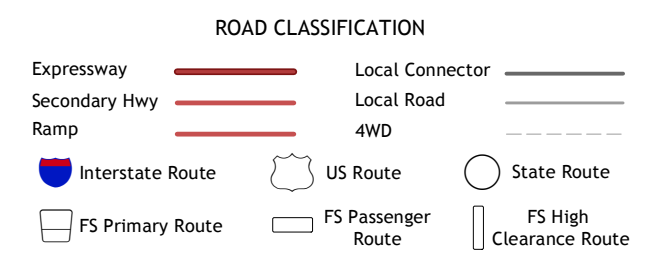 ROAD CLASSIFICATION
Expressway
Local Connector
Secondary Hwy
Local Road
Ramp
4WD
Interstate Route
US Route
State Route
FS Primary Route
FS Passenger
Route
FS High
Clearance Route